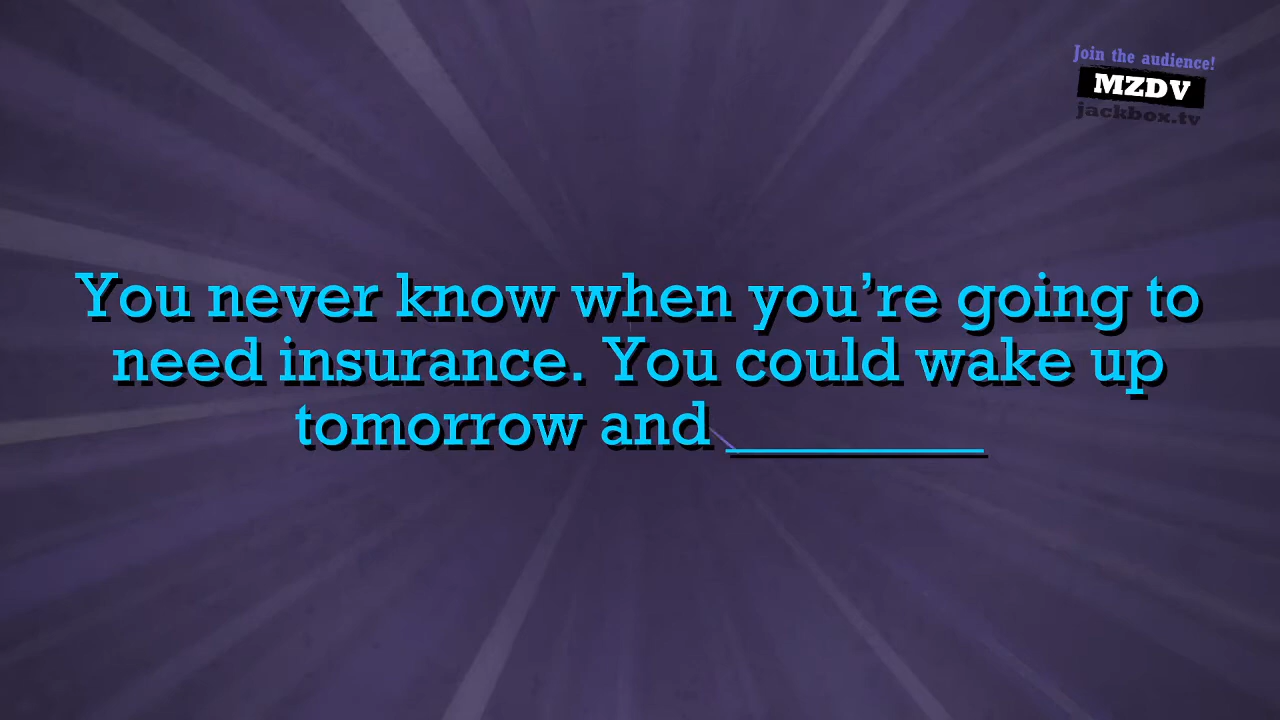 Join the audience!
MZDV
jackbox.tv
You never know when you’re going to
need insurance. You could wake up
tomorrow and ________